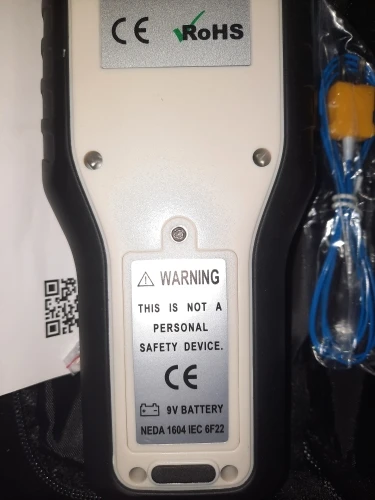 CE RoHS
WARNING
THIS IS NOT A
PERSONAL
SAFETY DEVICE.
CE
9V BATTERY
NEDA 1604 IEC 6F22